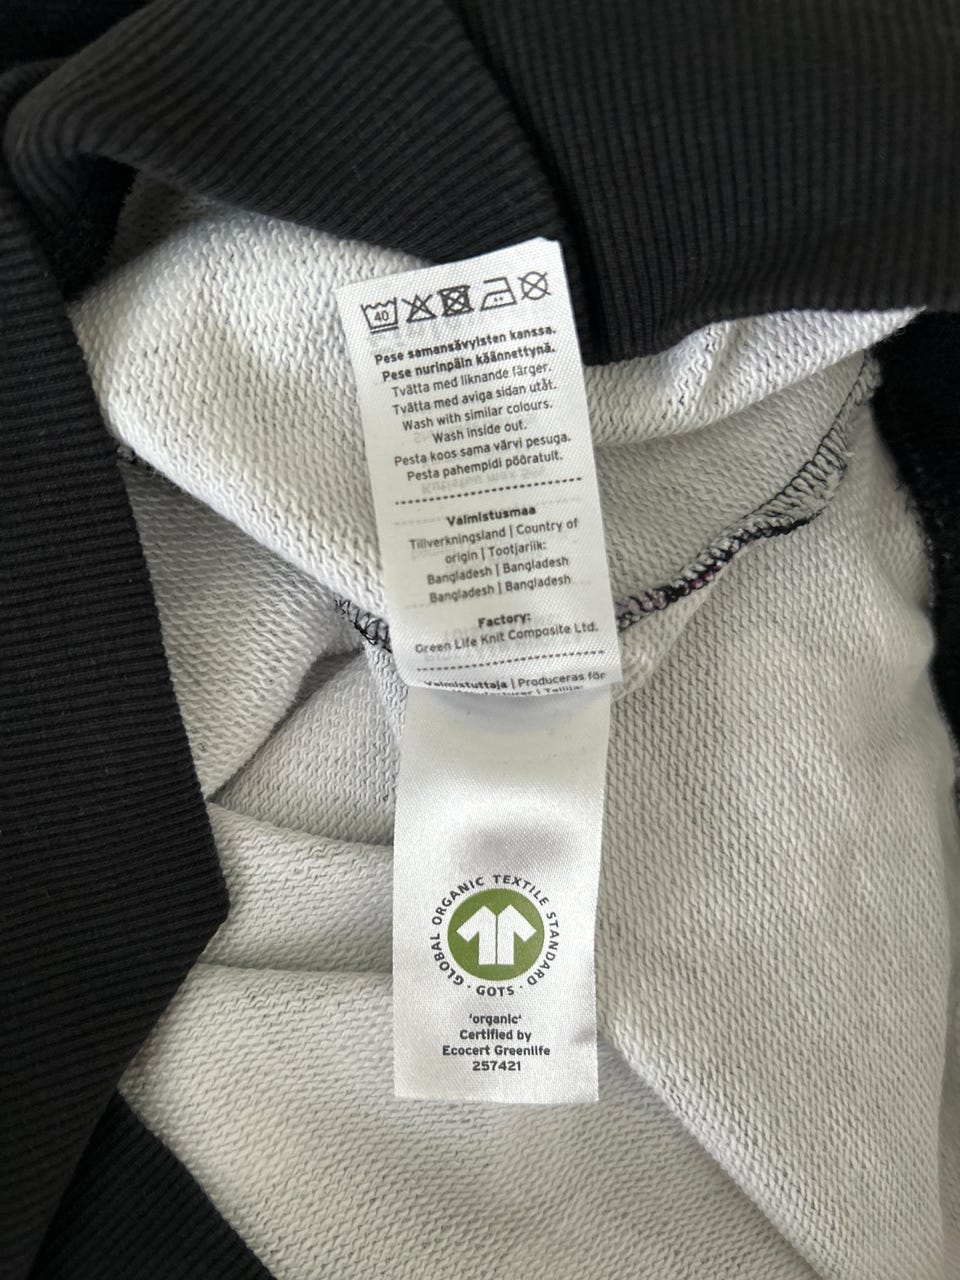 40
Pese samansävyisten kanssa.
Pese nurinpäin käännettynä.
Tvätta med liknande färger.
Tvätta med aviga sidan utåt.
Wash with similar colours.
Wash inside out.
Pesta koos sama värvi pesuga.
Pesta pahempidi pööratult.
Valmistusmaa
Tillverkningsland | Country of
origin | Tootjariik:
Bangladesh | Bangladesh
Bangladesh | Bangladesh
Factory:
Green Life Knit Composite Ltd.
Valmistuttaja | Produceras för
GLOBAL ORGANIC TEXTILE STANDARD · GOTS ·
'organic'
Certified by
Ecocert Greenlife
257421